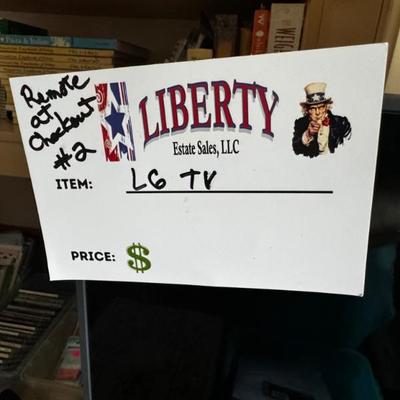 Remote
at
Checkout
#2
LIBERTY
Estate Sales, LLC
ITEM: LG TV
PRICE: $